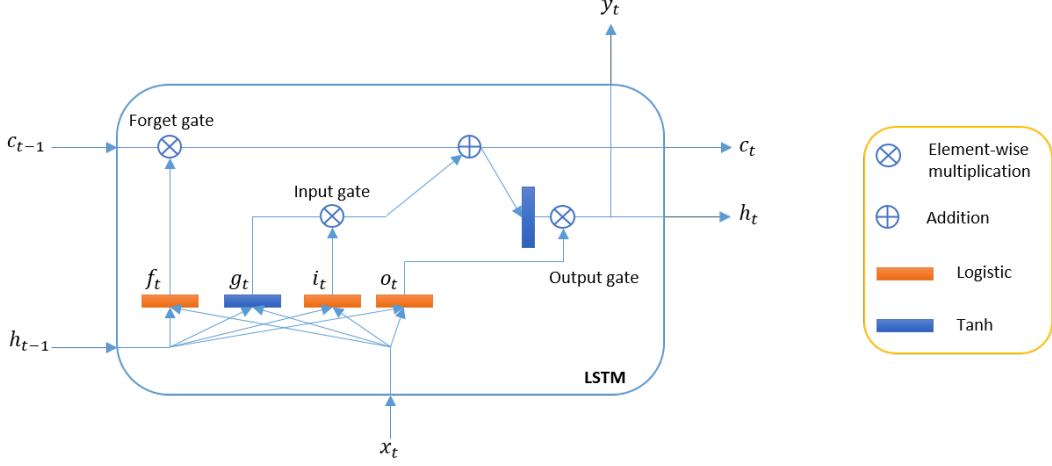 y_t
Forget gate
c_{t−1}
c_t
Element-wise
multiplication
Input gate
h_t
Addition
f_t
g_t
i_t
o_t
Output gate
Logistic
h_{t−1}
Tanh
LSTM
x_t